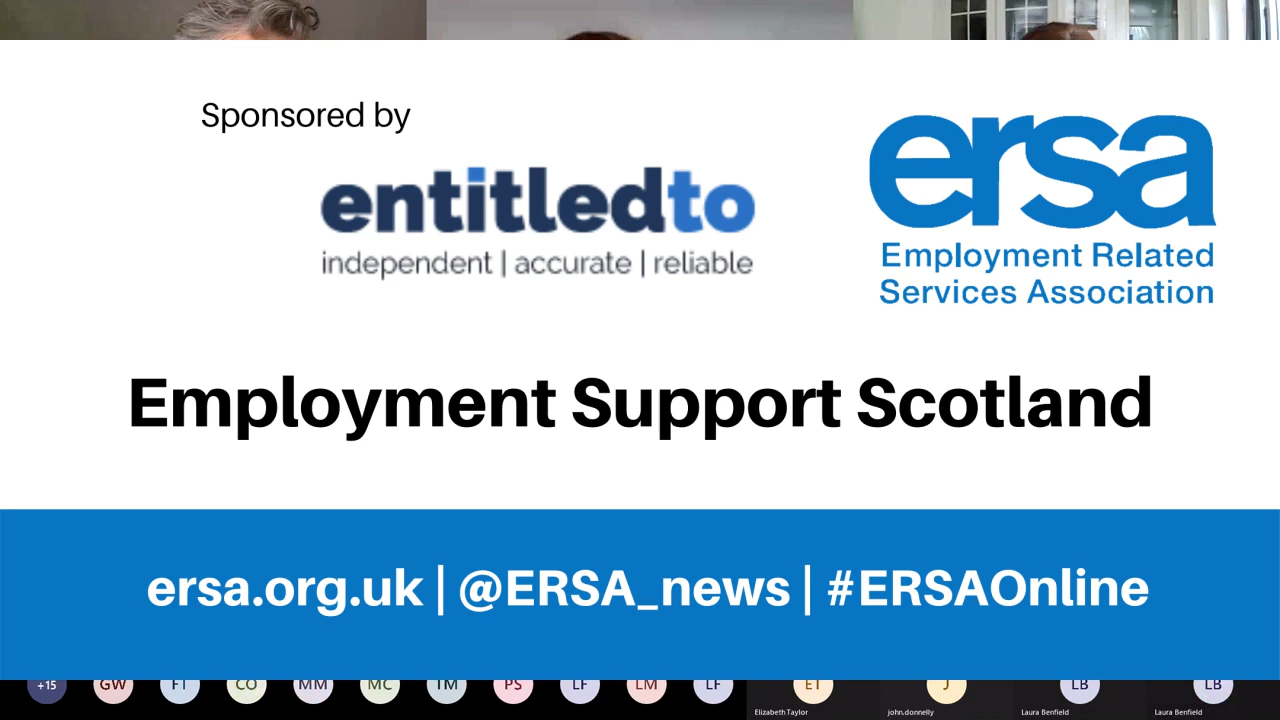 Sponsored by
entitledto
independent | accurate | reliable
ersa
Employment Related
Services Association
Employment Support Scotland
ersa.org.uk | @ERSA_news | #ERSAOnline
+15 GW FT CO MM MC TM PS LF LM LF ET J LB LB
Elizabeth Taylor john.donnelly Laura Benfield Laura Benfield